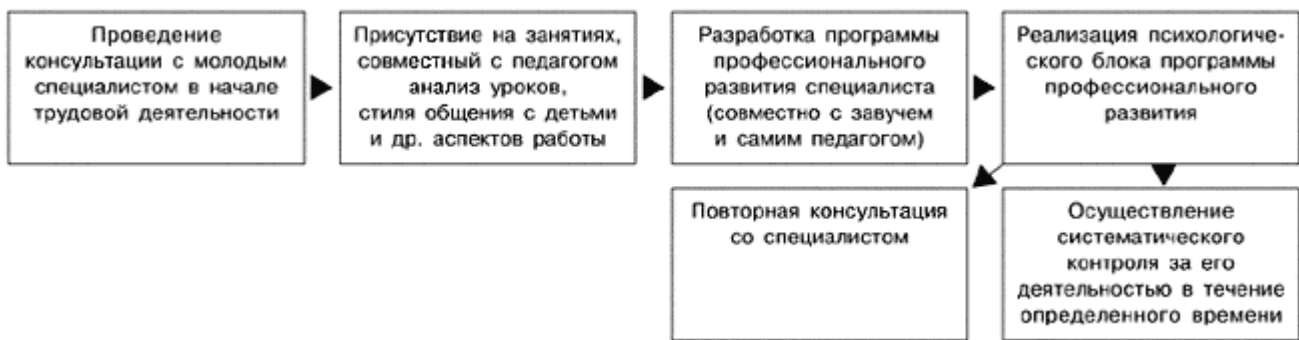 Проведение
консультации с молодым
специалистом в начале
трудовой деятельности
Присутствие на занятиях,
совместный с педагогом
анализ уроков,
стиля общения с детьми
и др. аспектов работы
Разработка программы
профессионального
развития специалиста
(совместно с завучем
и самим педагогом)
Реализация психологиче-
ского блока программы
профессионального
развития
Повторная консультация
со специалистом
Осуществление
систематического
контроля за его
деятельностью в течение
определенного времени